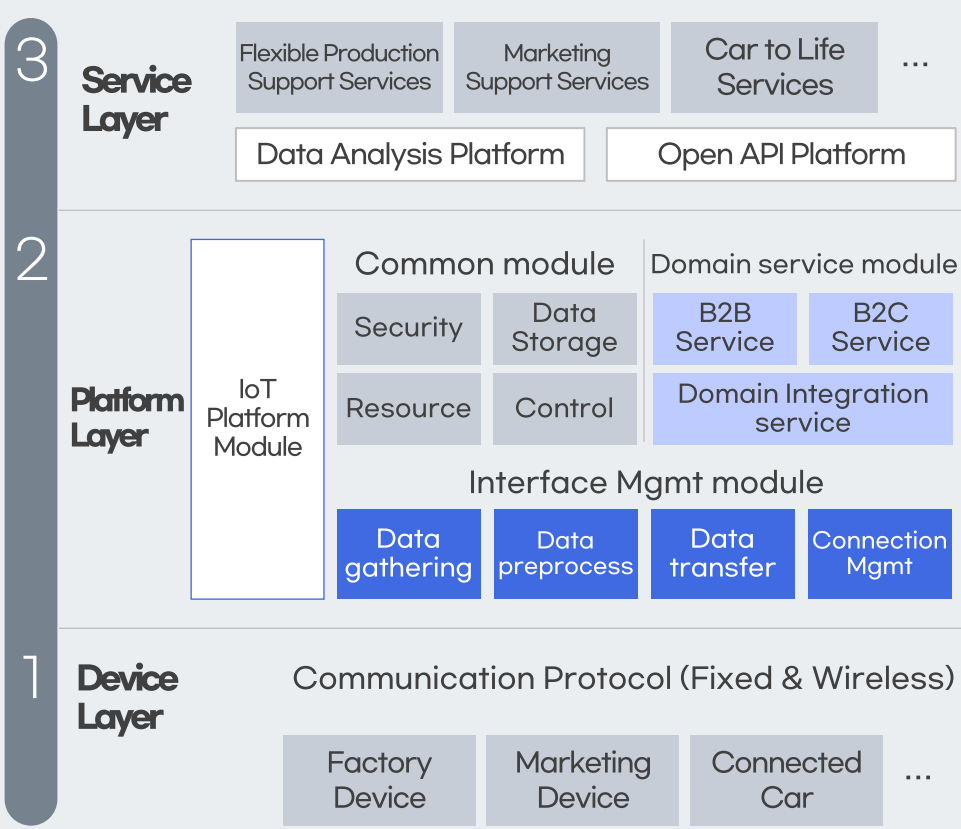 3
Service
Layer
Flexible Production
Support Services
Marketing
Support Services
Car to Life
Services
...
Data Analysis Platform
Open API Platform
2
Platform
Layer
IoT
Platform
Module
Common module
Security
Data
Storage
Resource
Control
Domain service module
B2B
Service
B2C
Service
Domain Integration
service
Interface Mgmt module
Data
gathering
Data
preprocess
Data
transfer
Connection
Mgmt
1
Device
Layer
Communication Protocol (Fixed & Wireless)
Factory
Device
Marketing
Device
Connected
Car
...